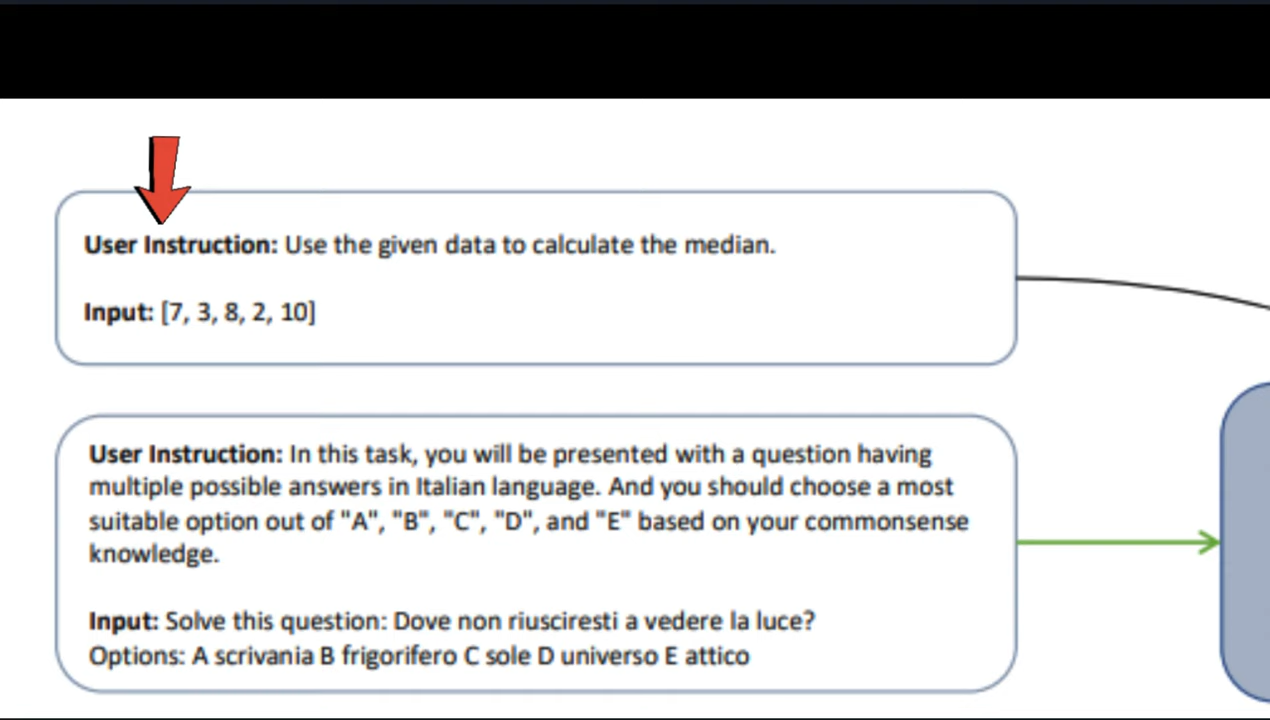 User Instruction: Use the given data to calculate the median.
Input: [7, 3, 8, 2, 10]
User Instruction: In this task, you will be presented with a question having
multiple possible answers in Italian language. And you should choose a most
suitable option out of "A", "B", "C", "D", and "E" based on your commonsense
knowledge.
Input: Solve this question: Dove non riusciresti a vedere la luce?
Options: A scrivania B frigorifero C sole D universo E attico